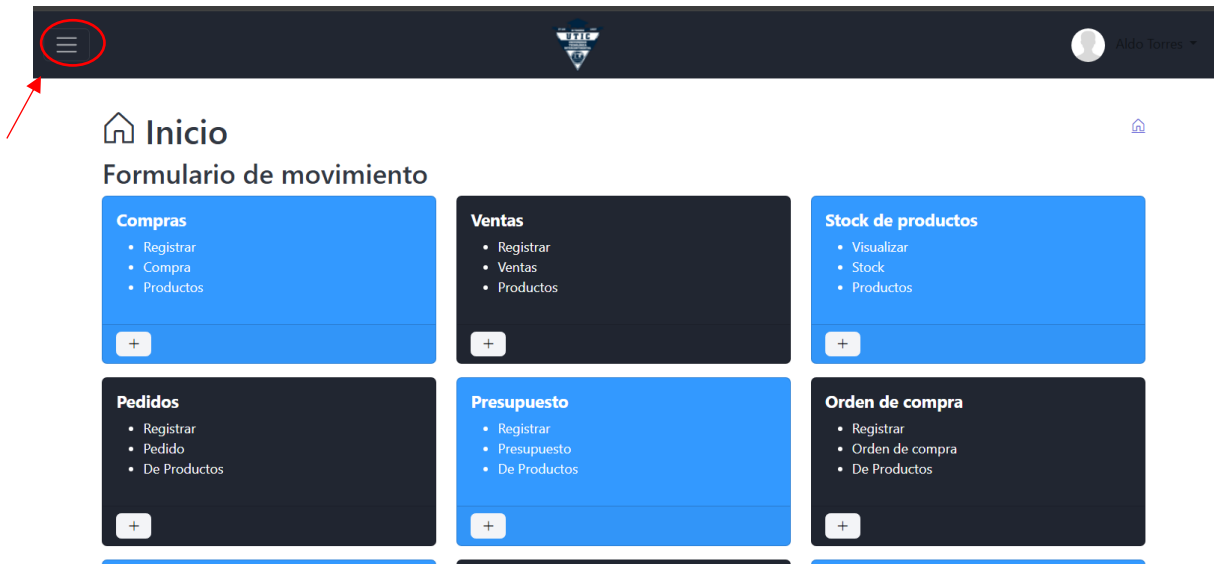 UTIC
Aldo Torres
Inicio
Formulario de movimiento
Compras
Registrar
Compra
Productos
+
Ventas
Registrar
Ventas
Productos
+
Stock de productos
Visualizar
Stock
Productos
+
Pedidos
Registrar
Pedido
De Productos
+
Presupuesto
Registrar
Presupuesto
De Productos
+
Orden de compra
Registrar
Orden de compra
De Productos
+